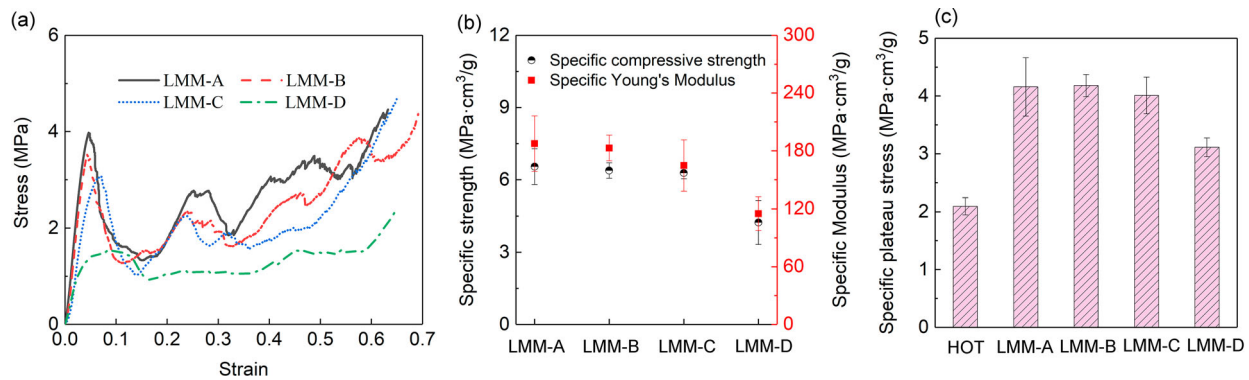 (a)
6
4
2
0
Stress (MPa)
LMM-A
LMM-B
LMM-C
LMM-D
0.0 0.1 0.2 0.3 0.4 0.5 0.6 0.7
Strain
(b)
12
9
6
3
0
Specific strength (MPa·cm³/g)
Specific compressive strength
Specific Young's Modulus
300
240
180
120
60
0
Specific Modulus (MPa·cm³/g)
LMM-A LMM-B LMM-C LMM-D
(c)
5
4
3
2
1
0
Specific plateau stress (MPa·cm³/g)
HOT LMM-A LMM-B LMM-C LMM-D